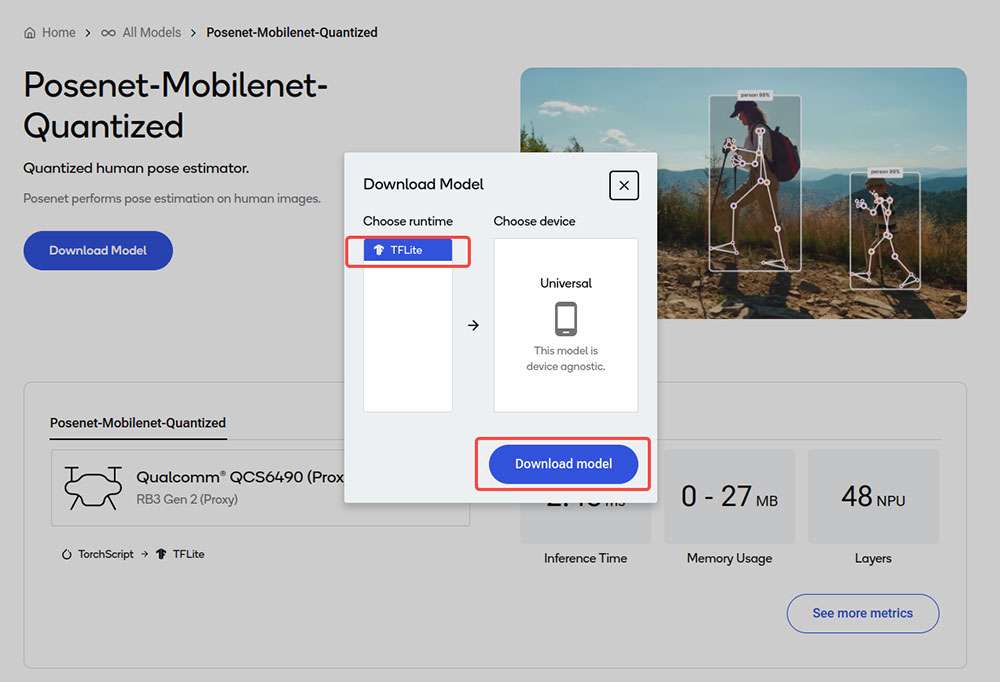 Home > All Models > Posenet-Mobilenet-Quantized
Posenet-Mobilenet-
Quantized
Quantized human pose estimator.
Posenet performs pose estimation on human images.
Download Model
person 99%
person 99%
Download Model
Choose runtime
Choose device
TFLite
Universal
This model is
device agnostic.
Download model
Posenet-Mobilenet-Quantized
Qualcomm® QCS6490 (Prox
RB3 Gen 2 (Proxy)
TorchScript → TFLite
ms
Inference Time
0 - 27 MB
Memory Usage
48 NPU
Layers
See more metrics